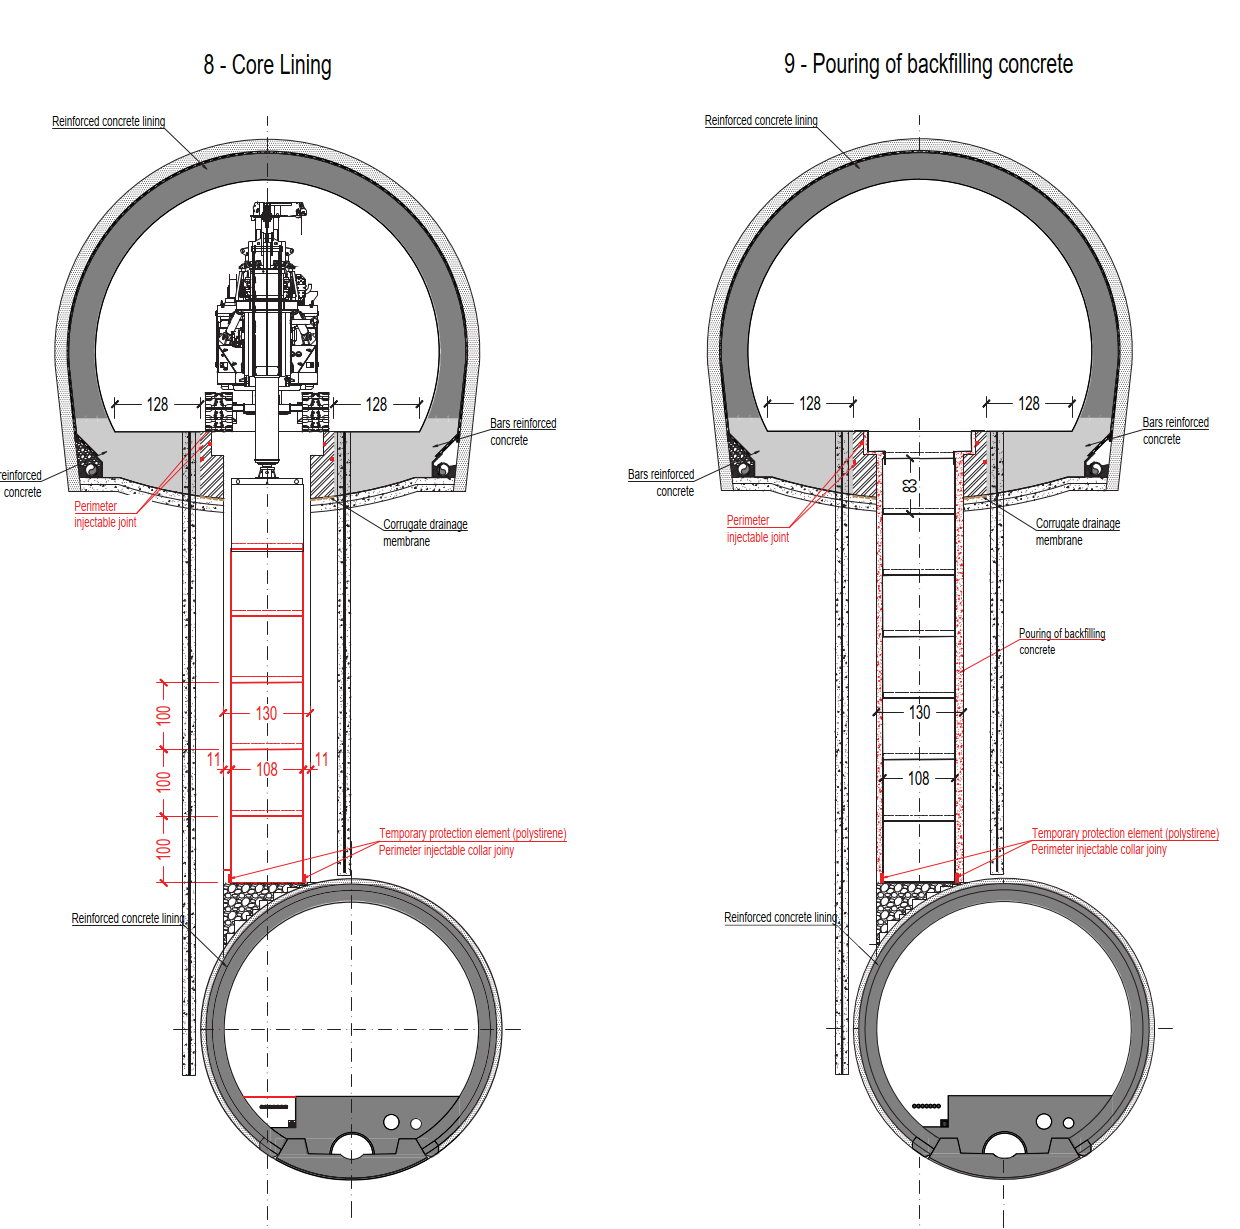 8 - Core Lining
9 - Pouring of backfilling concrete
Reinforced concrete lining
128
128
Bars reinforced
concrete
reinforced
concrete
Perimeter
injectable joint
Corrugate drainage
membrane
100
100
100
130
11
108
11
Temporary protection element (polystirene)
Perimeter injectable collar joiny
Reinforced concrete lining
Reinforced concrete lining
128
128
Bars reinforced
concrete
Bars reinforced
concrete
83
Perimeter
injectable joint
Corrugate drainage
membrane
Pouring of backfilling
concrete
130
108
Temporary protection element (polystirene)
Perimeter injectable collar joiny
Reinforced concrete lining